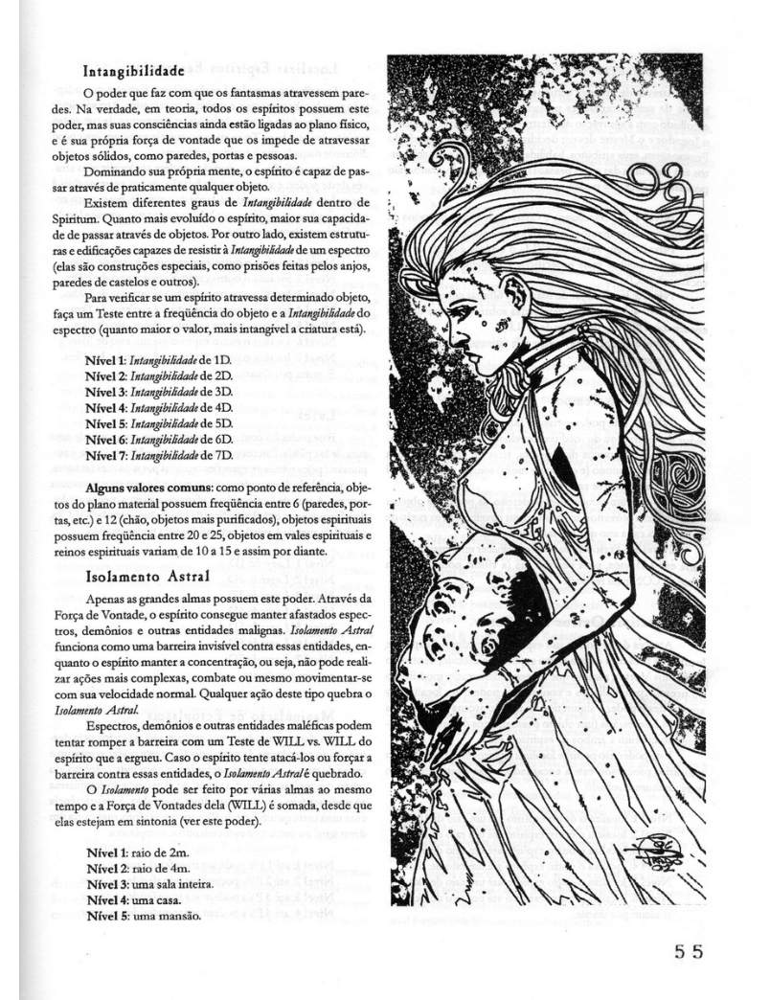 Intangibilidade
O poder que faz com que os fantasmas atravessem pare-
des. Na verdade, em teoria, todos os espíritos possuem este
poder, mas suas consciências ainda estão ligadas ao plano físico,
e é sua própria força de vontade que os impede de atravessar
objetos sólidos, como paredes, portas e pessoas.
Dominando sua própria mente, o espírito é capaz de pas-
sar através de praticamente qualquer objeto.
Existem diferentes graus de Intangibilidade dentro de
Spiritum. Quanto mais evoluído o espírito, maior sua capacida-
de de passar através de objetos. Por outro lado, existem estrutu-
ras e edificações capazes de resistir à Intangibilidade de um espectro
(elas são construções especiais, como prisões feitas pelos anjos,
paredes de castelos e outros).
Para verificar se um espírito atravessa determinado objeto,
faça um Teste entre a freqüência do objeto e a Intangibilidade do
espectro (quanto maior o valor, mais intangível a criatura está).
Nível 1: Intangibilidade de 1D.
Nível 2: Intangibilidade de 2D.
Nível 3: Intangibilidade de 3D.
Nível 4: Intangibilidade de 4D.
Nível 5: Intangibilidade de 5D.
Nível 6: Intangibilidade de 6D.
Nível 7: Intangibilidade de 7D.
Alguns valores comuns: como ponto de referência, obje-
tos do plano material possuem freqüência entre 6 (paredes, por-
tas, etc.) e 12 (chão, objetos mais purificados), objetos espirituais
possuem freqüência entre 20 e 25, objetos em vales espirituais e
reinos espirituais variam de 10 a 15 e assim por diante.
Isolamento Astral
Apenas as grandes almas possuem este poder. Através da
Força de Vontade, o espírito consegue manter afastados espec-
tros, demônios e outras entidades malignas. Isolamento Astral
funciona como uma barreira invisível contra essas entidades, en-
quanto o espírito manter a concentração, ou seja, não pode reali-
zar ações mais complexas, combate ou mesmo movimentar-se
com sua velocidade normal. Qualquer ação deste tipo quebra o
Isolamento Astral.
Espectros, demônios e outras entidades maléficas podem
tentar romper a barreira com um Teste de WILL vs. WILL do
espírito que a ergueu. Caso o espírito tente atacá-los ou forçar a
barreira contra essas entidades, o Isolamento Astral é quebrado.
O Isolamento pode ser feito por várias almas ao mesmo
tempo e a Força de Vontades dela (WILL) é somada, desde que
elas estejam em sintonia (ver este poder).
Nível 1: raio de 2m.
Nível 2: raio de 4m.
Nível 3: uma sala inteira.
Nível 4: uma casa.
Nível 5: uma mansão.
55